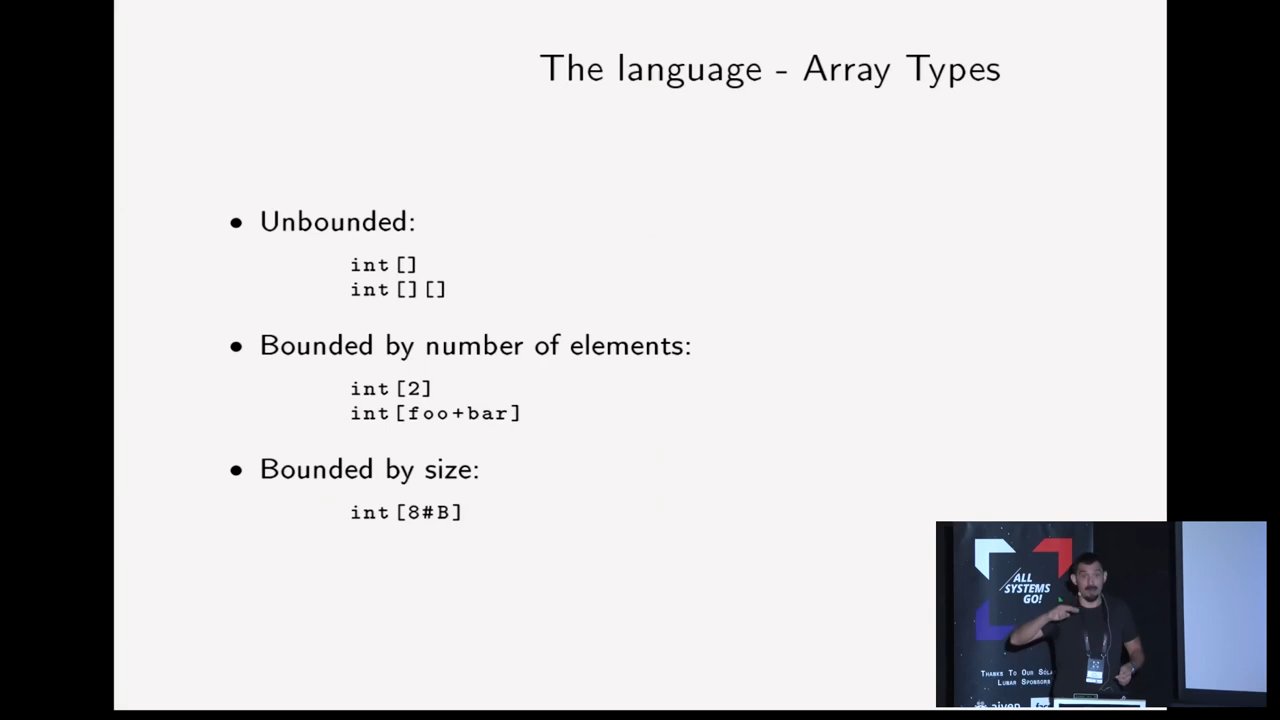 The language - Array Types
• Unbounded:
int[]
int[][]
• Bounded by number of elements:
int[2]
int[foo+bar]
• Bounded by size:
int[8#B]
ALL
SYSTEMS
GO!
THANKS TO OUR
LUNAR SPONSORS
aiven